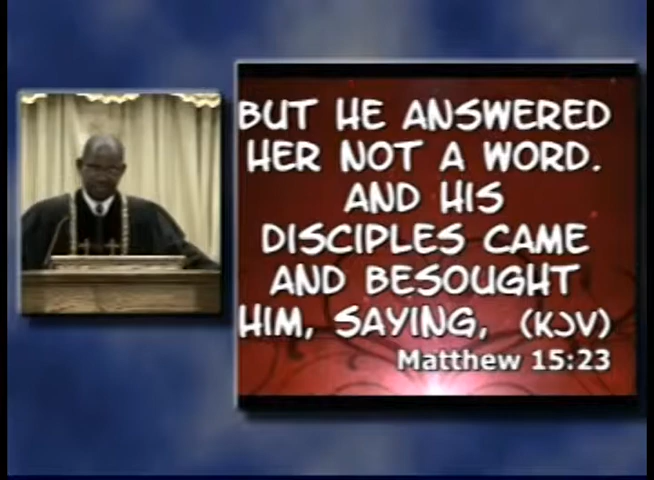 BUT HE ANSWERED
HER NOT A WORD.
AND HIS
DISCIPLES CAME
AND BESOUGHT
HIM, SAYING, (KJV)
Matthew 15:23